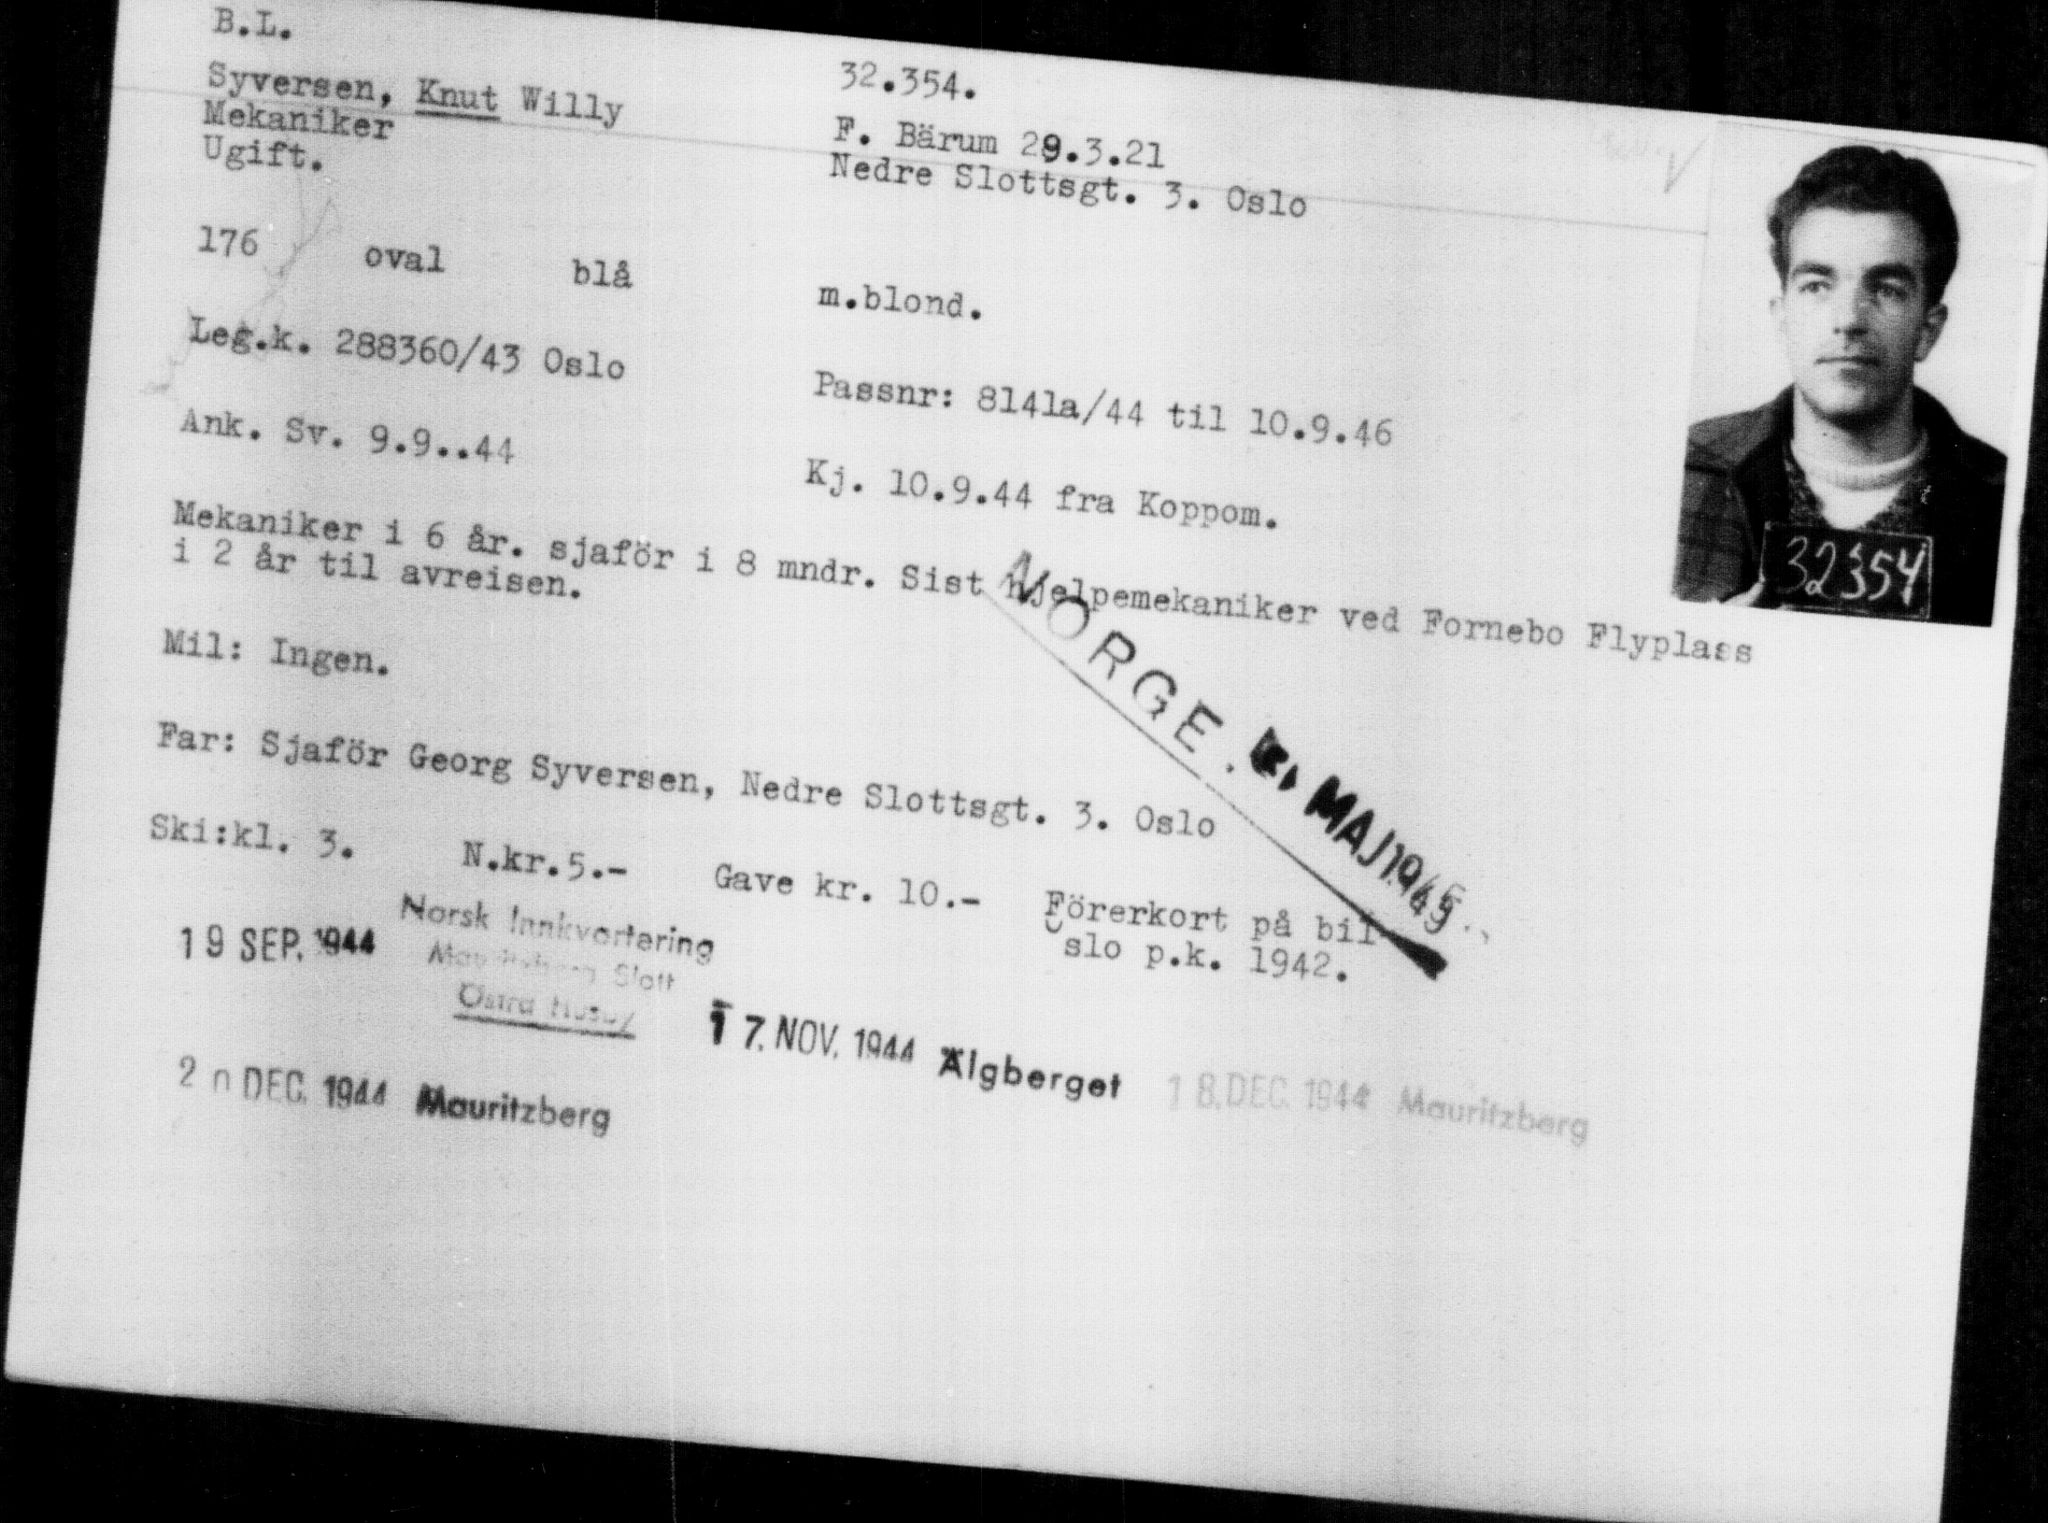 B.L.
32.354.
Syversen, Knut Willy
F. Bärum 29.3.21
Mekaniker
Nedre Slottsgt. 3. Oslo
Ugift.
176 oval blå m.blond.
Leg.k. 288360/43 Oslo
Passnr: 8141a/44 til 10.9.46
Ank. Sv. 9.9..44
Kj. 10.9.44 fra Koppom.
Mekaniker i 6 år. sjaför i 8 mndr. Sist hjelpemekaniker ved Fornebo Flyplass
i 2 år til avreisen.
32354
NORGE.
MAJ 1945
Mil: Ingen.
Far: Sjaför Georg Syversen, Nedre Slottsgt. 3. Oslo
Ski:kl. 3. N.kr.5.- Gave kr. 10.- Förerkort på bil
Oslo p.k. 1942.
19 SEP. 1944
Norsk Innkvartering
Mauritzberg Slott
Östra Husby
17. NOV. 1944 Älgberget
18. DEC. 1944 Mauritzberg
DEC. 1944 Mauritzberg